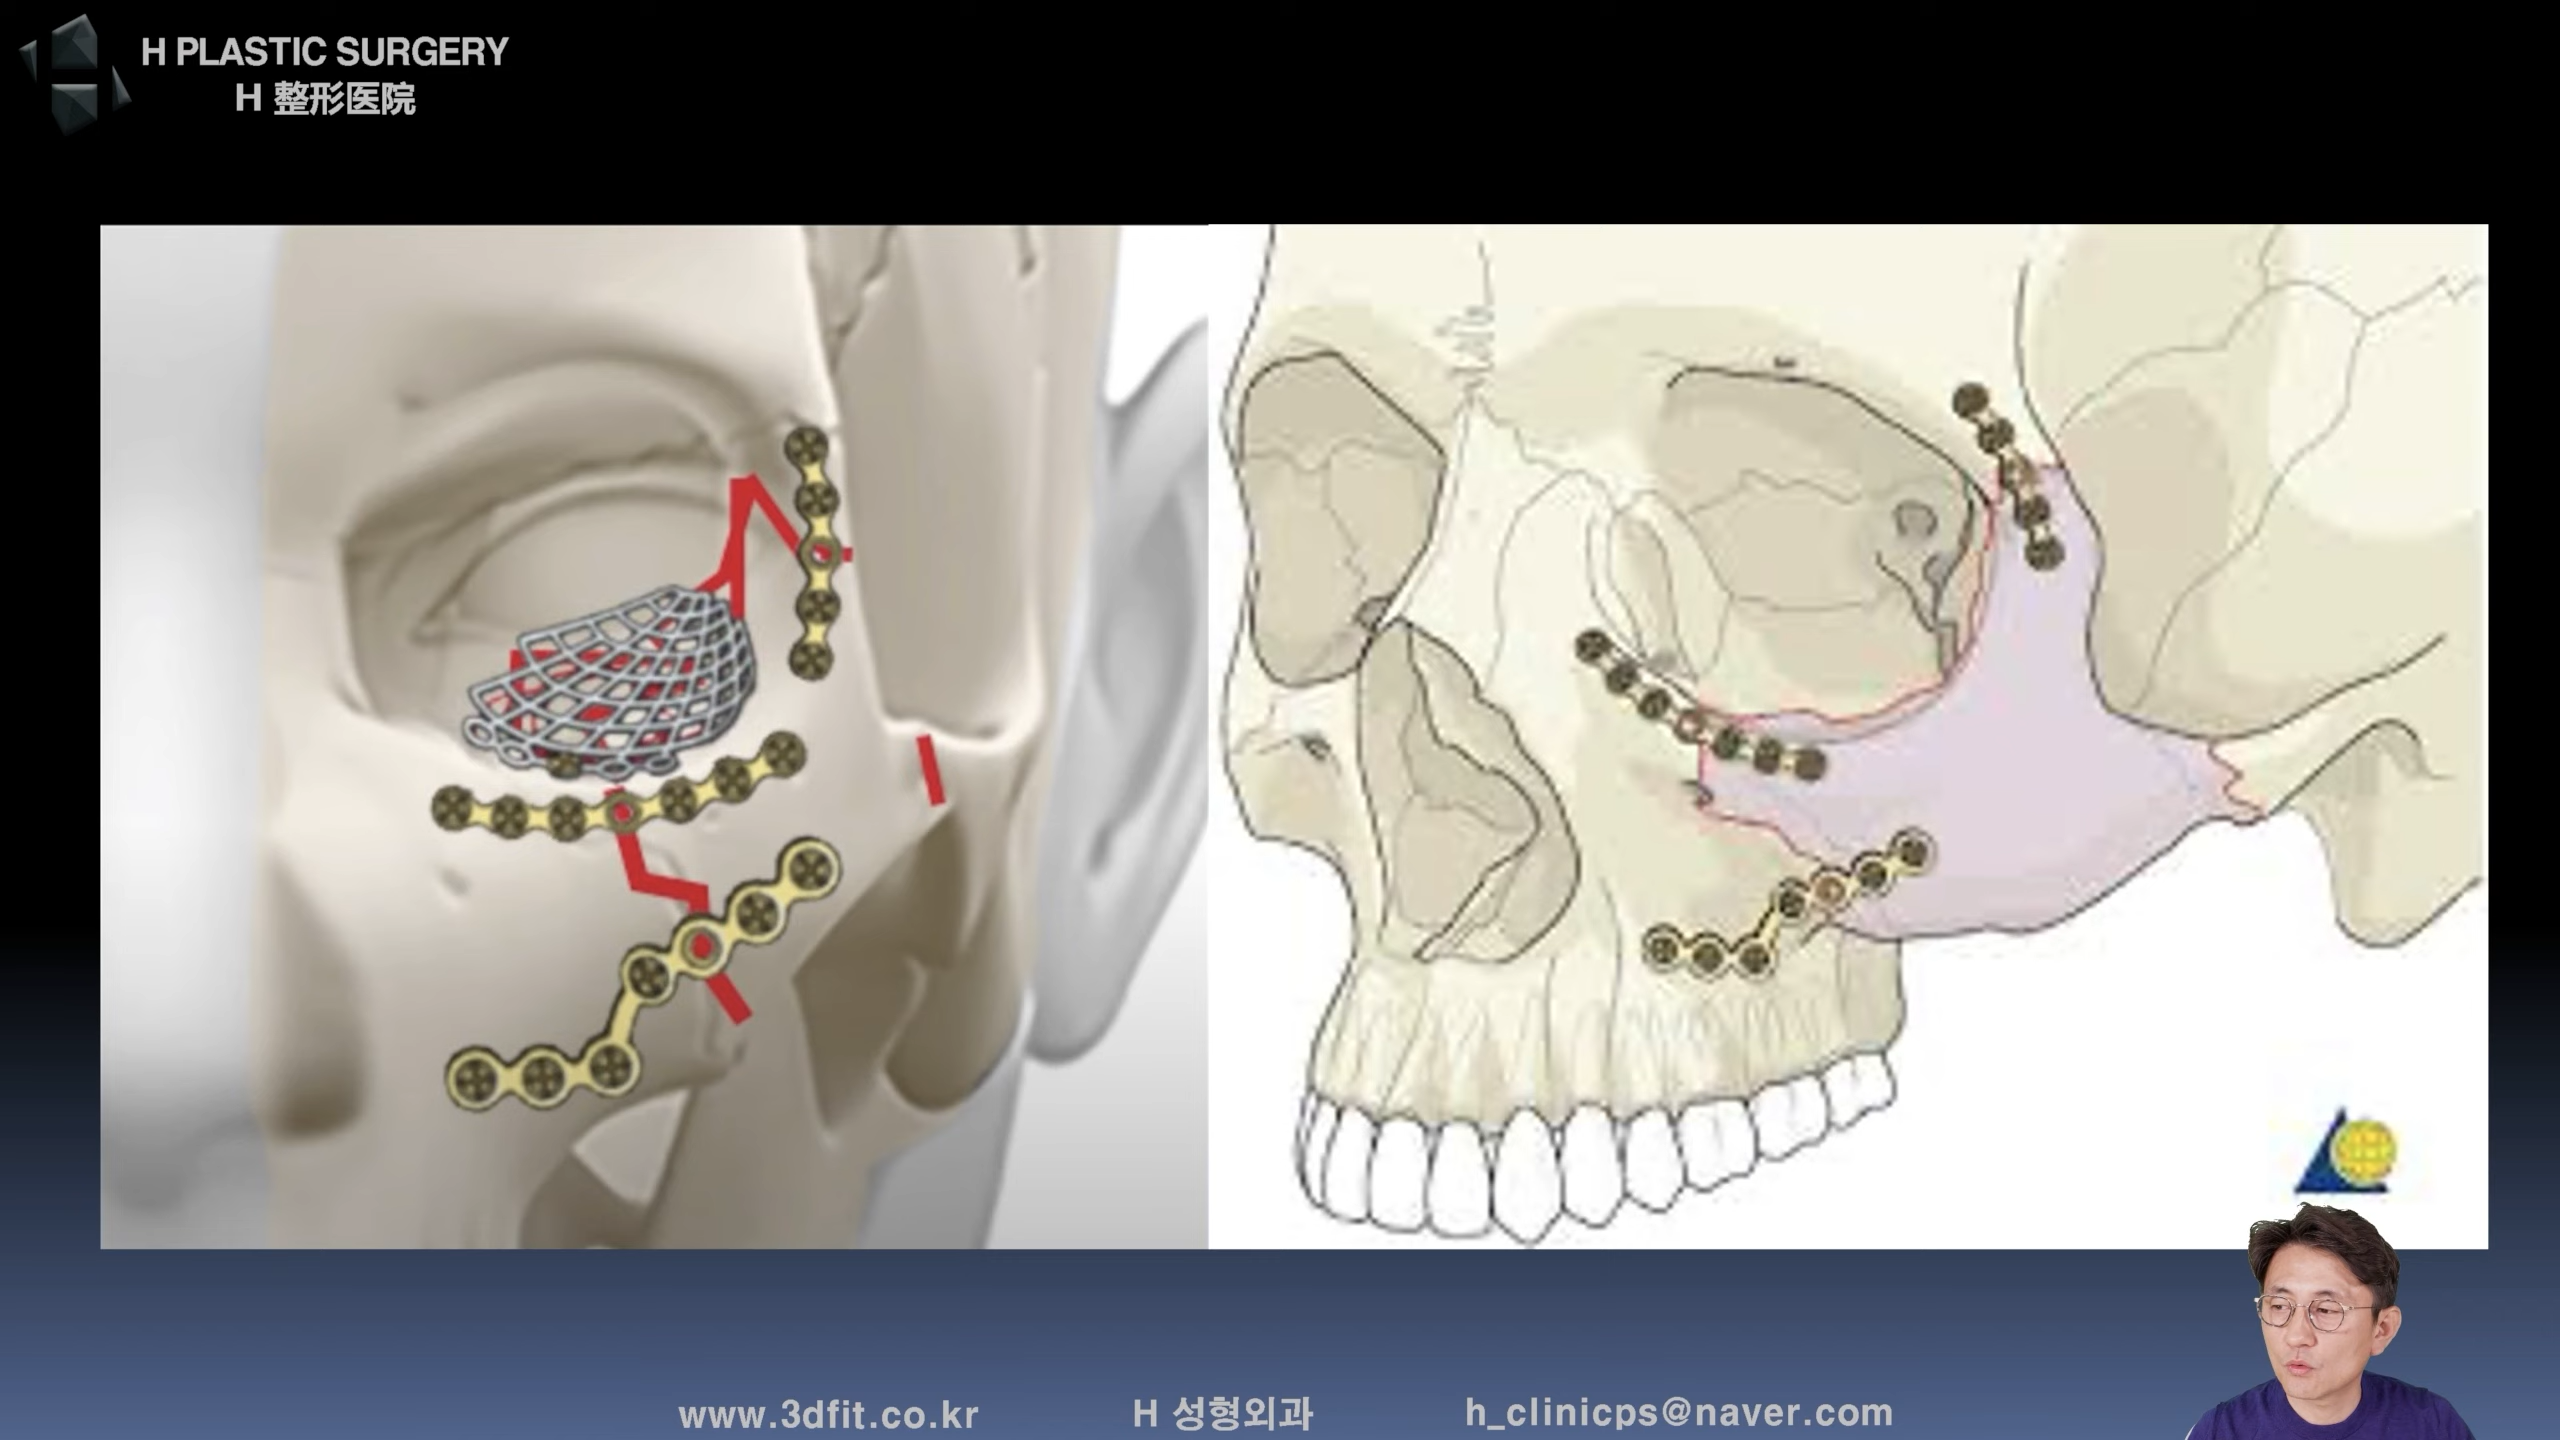 H PLASTIC SURGERY
H 整形医院
www.3dfit.co.kr
H 성형외과
h_clinicps@naver.com